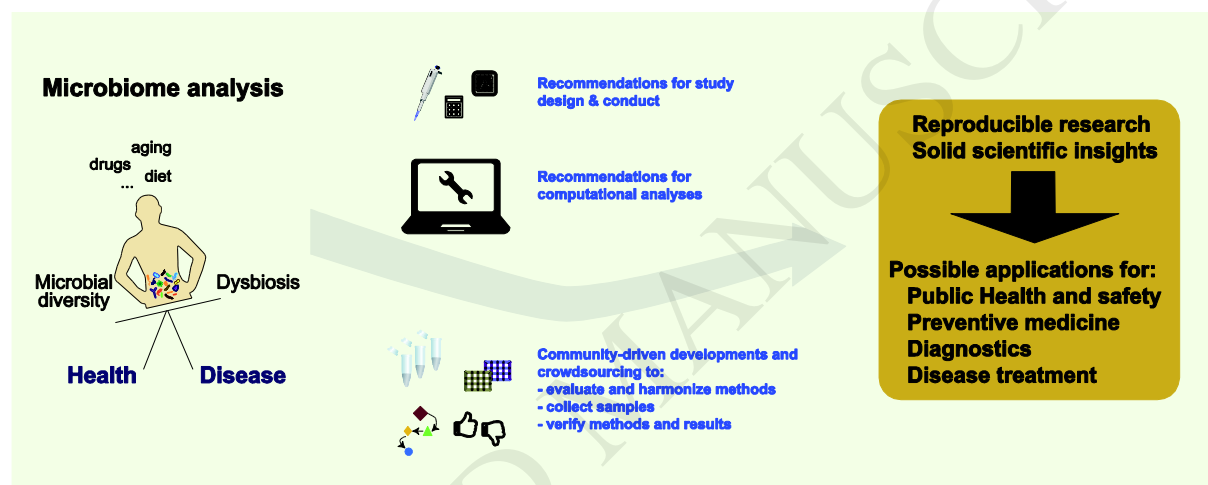 Microbiome analysis
aging
drugs
diet
...
Microbial
diversity
Dysbiosis
Health
Disease
Recommendations for study
design & conduct
Recommendations for
computational analyses
Community-driven developments and
crowdsourcing to:
- evaluate and harmonize methods
- collect samples
- verify methods and results
Reproducible research
Solid scientific insights
Possible applications for:
Public Health and safety
Preventive medicine
Diagnostics
Disease treatment
D MANUSC